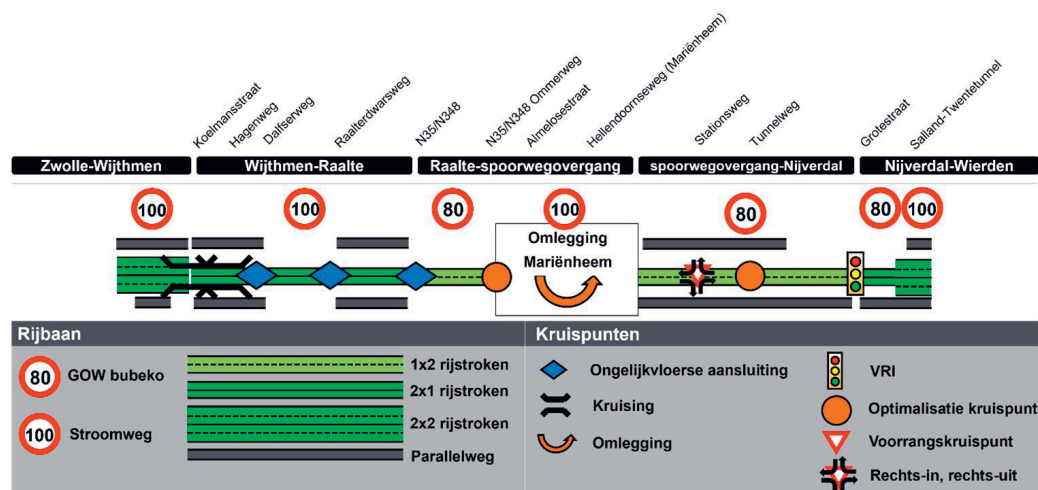 Koelmansstraat
Hagenweg
Dalfserweg
Raalterdwarsweg
N35/N348
N35/N348 Ommerweg
Almelosestraat
Hellendoornseweg (Mariënheem)
Stationsweg
Tunnelweg
Grotestraat
Salland-Twentetunnel
Zwolle-Wijthmen
Wijthmen-Raalte
Raalte-spoorwegovergang
spoorwegovergang-Nijverdal
Nijverdal-Wierden
100
100
80
100
80
80
100
Omlegging
Mariënheem
Rijbaan
80 GOW bubeko
100 Stroomweg
1x2 rijstroken
2x1 rijstroken
2x2 rijstroken
Parallelweg
Kruispunten
Ongelijkvloerse aansluiting
Kruising
Omlegging
VRI
Optimalisatie kruispunt
Voorrangskruispunt
Rechts-in, rechts-uit